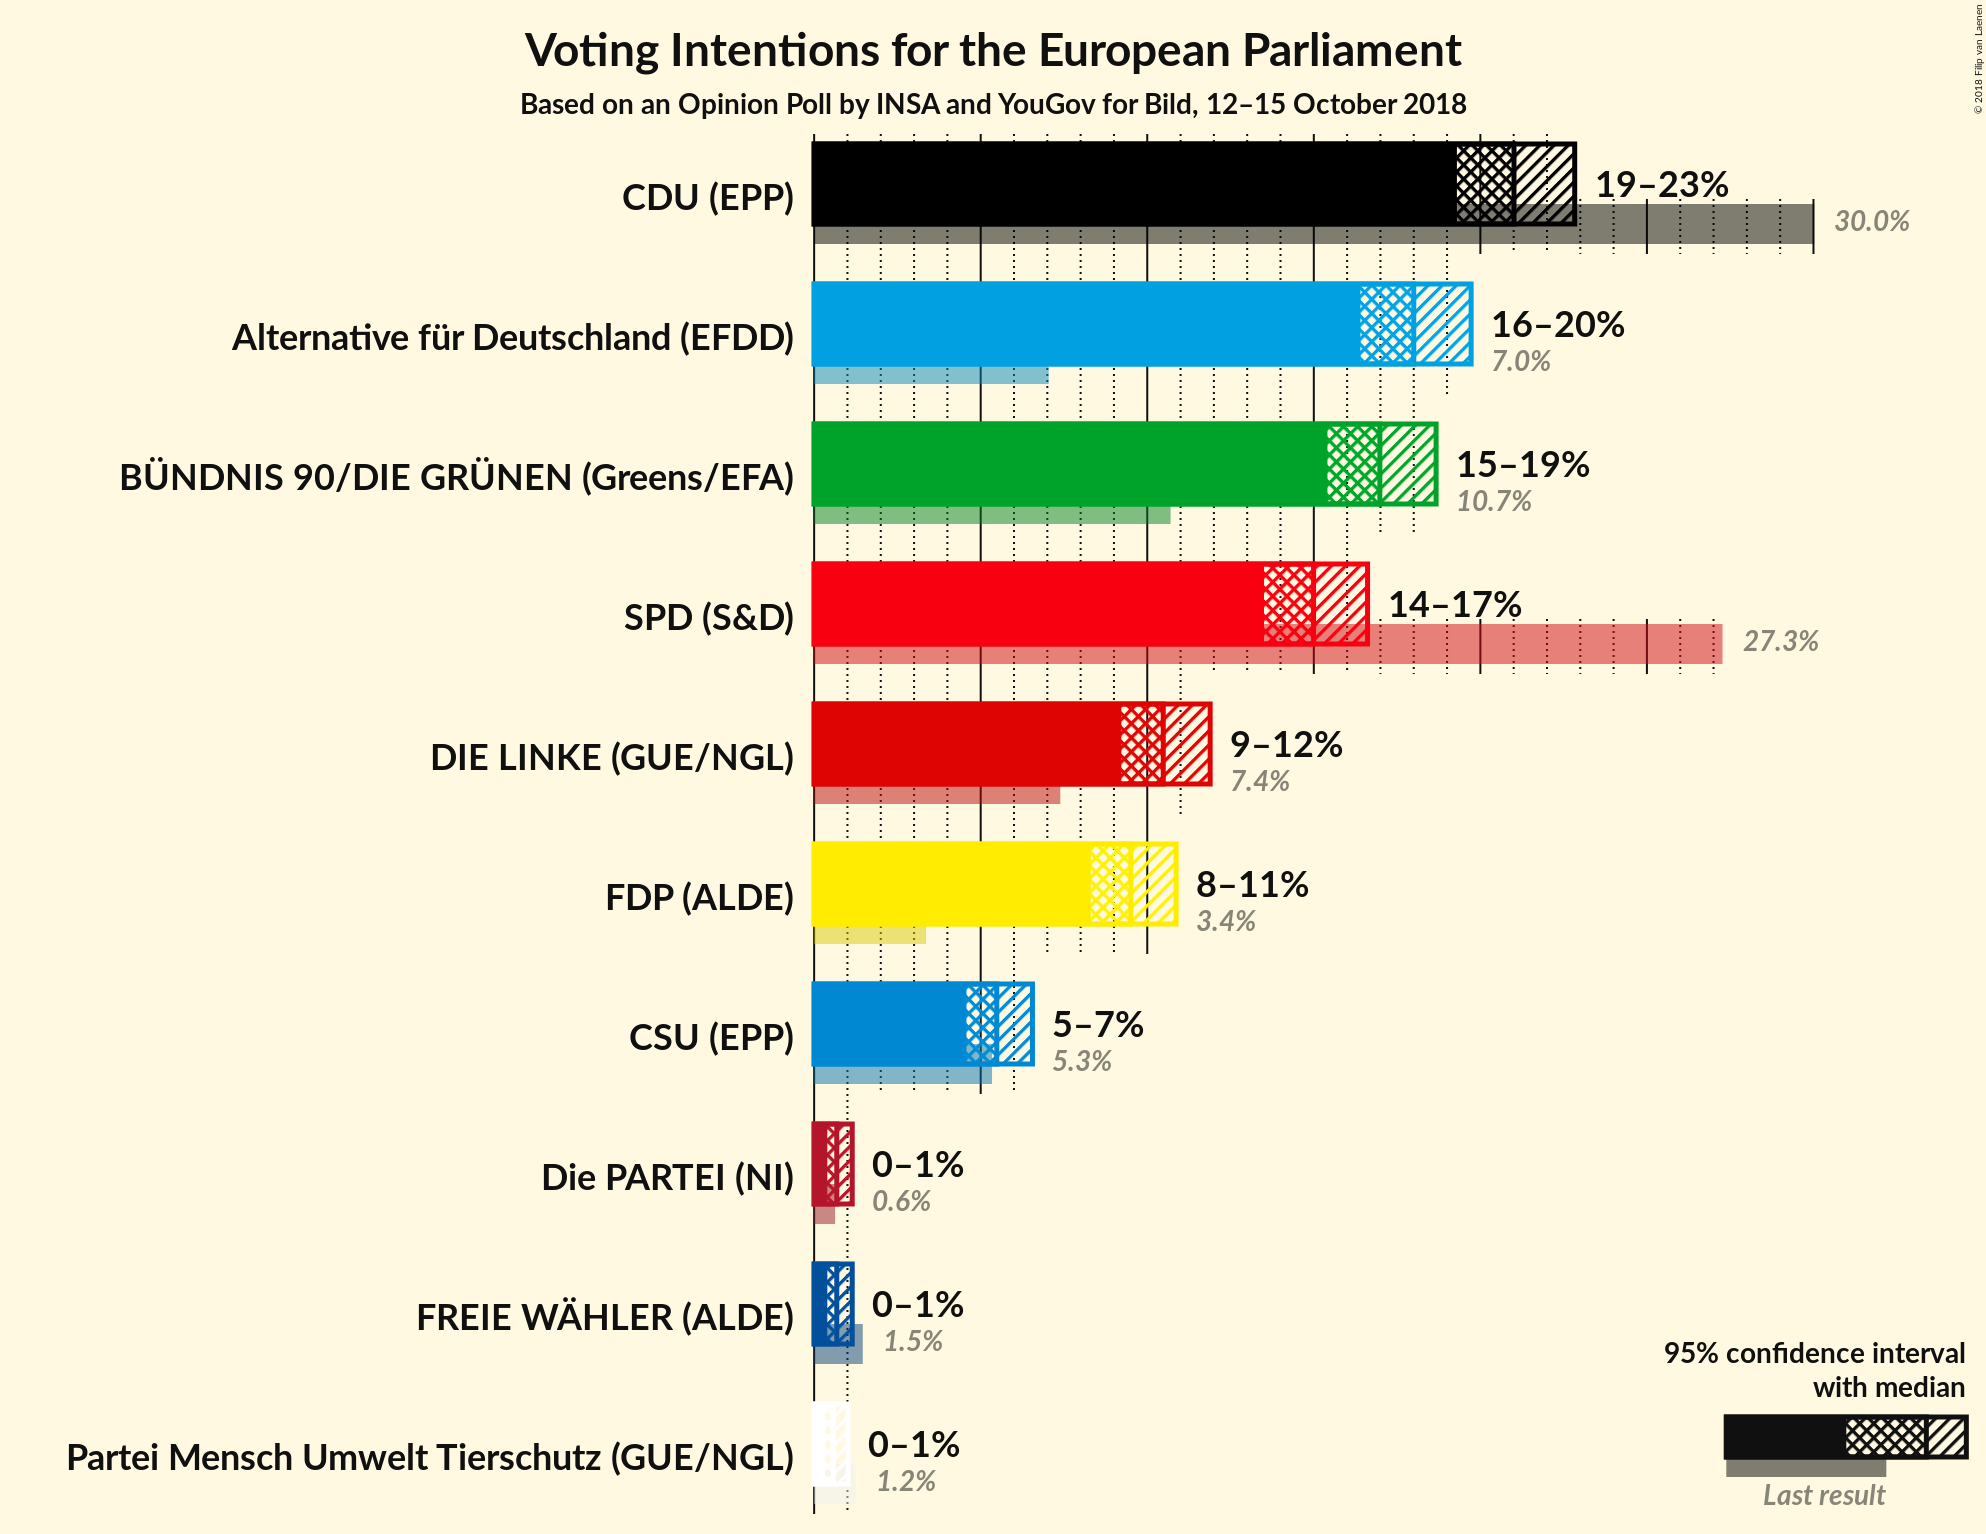 Voting Intentions for the European Parliament
Based on an Opinion Poll by INSA and YouGov for Bild, 12–15 October 2018
© 2018 Filip van Laenen
CDU (EPP)
19–23%
30.0%
Alternative für Deutschland (EFDD)
16–20%
7.0%
BÜNDNIS 90/DIE GRÜNEN (Greens/EFA)
15–19%
10.7%
SPD (S&D)
14–17%
27.3%
DIE LINKE (GUE/NGL)
9–12%
7.4%
FDP (ALDE)
8–11%
3.4%
CSU (EPP)
5–7%
5.3%
Die PARTEI (NI)
0–1%
0.6%
FREIE WÄHLER (ALDE)
0–1%
1.5%
Partei Mensch Umwelt Tierschutz (GUE/NGL)
0–1%
1.2%
95% confidence interval
with median
Last result